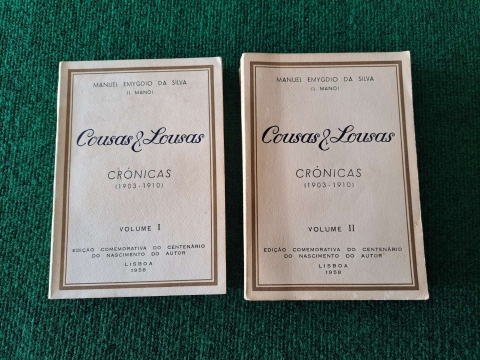 MANUEL EMYGDIO DA SILVA
(I. MANO)
Cousas & Lousas
CRÓNICAS
(1903-1910)
VOLUME I
EDIÇÃO COMEMORATIVA DO CENTENÁRIO
DO NASCIMENTO DO AUTOR
LISBOA
1958
MANUEL EMYGDIO DA SILVA
(I. MANO)
Cousas & Lousas
CRÓNICAS
(1903-1910)
VOLUME II
EDIÇÃO COMEMORATIVA DO CENTENÁRIO
DO NASCIMENTO DO AUTOR
LISBOA
1958